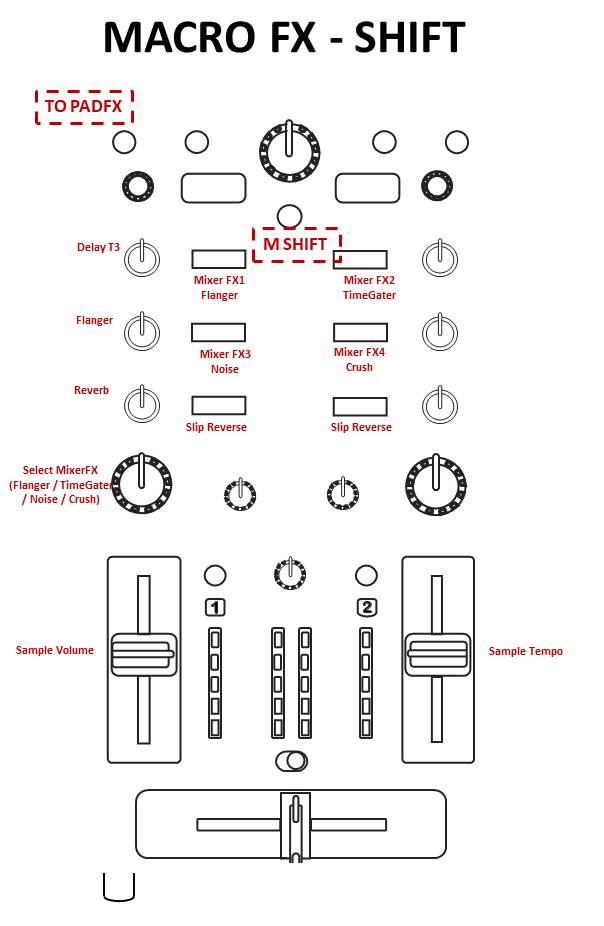 MACRO FX - SHIFT
TO PADFX
M SHIFT
Delay T3
Mixer FX1
Flanger
Mixer FX2
TimeGater
Flanger
Mixer FX3
Noise
Mixer FX4
Crush
Reverb
Slip Reverse
Slip Reverse
Select MixerFX
(Flanger / TimeGater
/ Noise / Crush)
1
2
Sample Volume
Sample Tempo